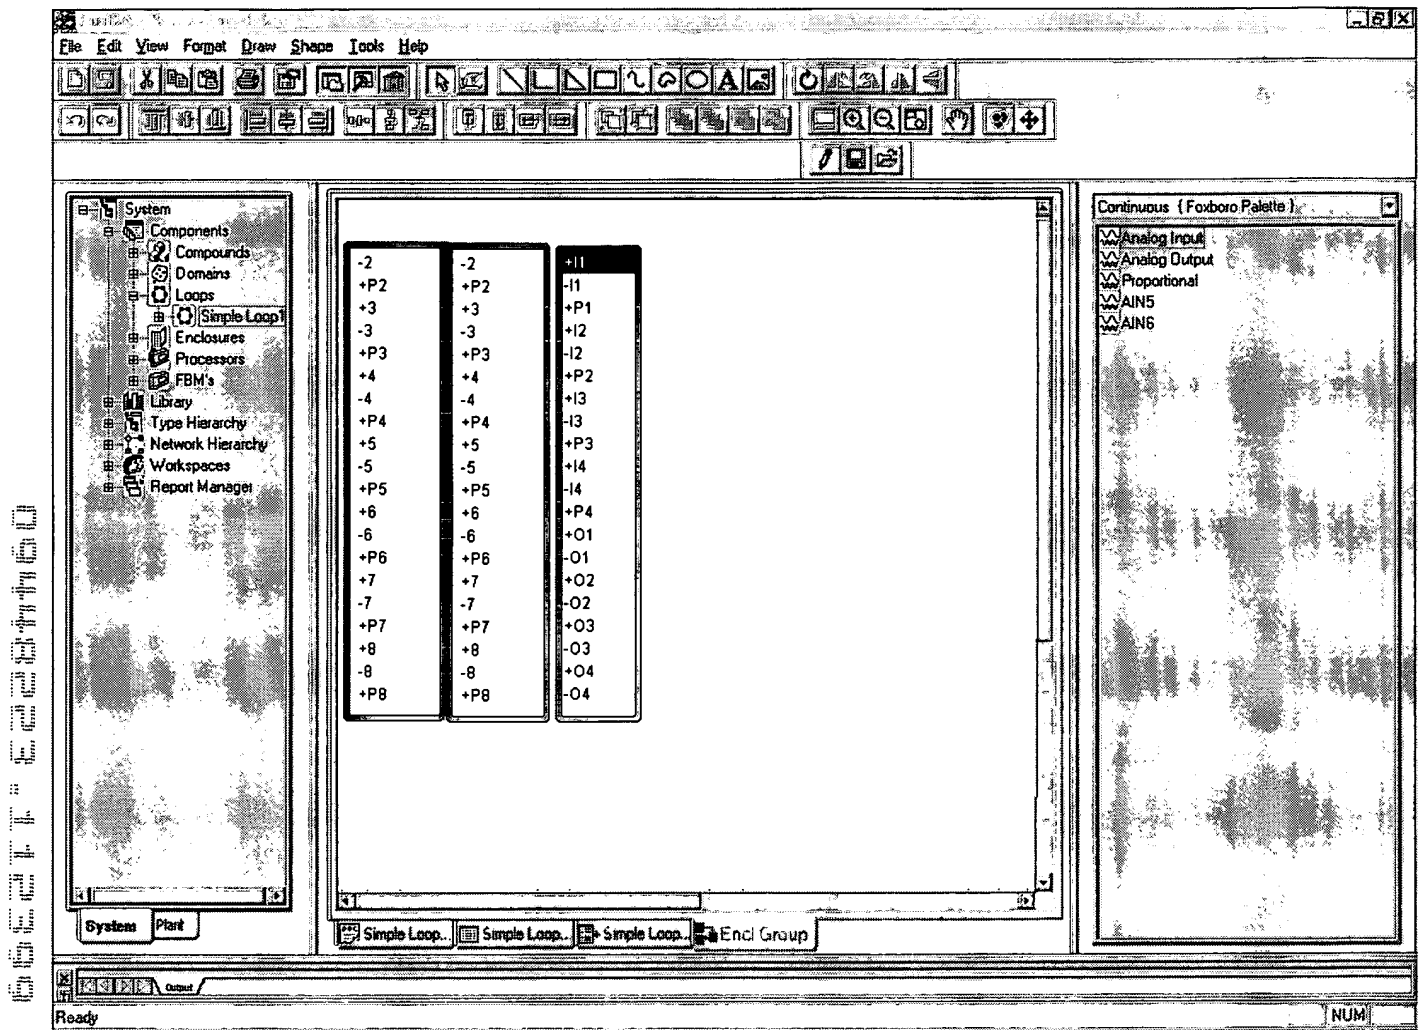 File Edit View Format Draw Shape Tools Help
System
Components
Compounds
Domains
Loops
Simple Loop1
Enclosures
Processors
FBM's
Library
Type Hierarchy
Network Hierarchy
Workspaces
Report Manager
System Plant
-2
+P2
+3
-3
+P3
+4
-4
+P4
+5
-5
+P5
+6
-6
+P6
+7
-7
+P7
+8
-8
+P8
-2
+P2
+3
-3
+P3
+4
-4
+P4
+5
-5
+P5
+6
-6
+P6
+7
-7
+P7
+8
-8
+P8
+I1
-I1
+P1
+I2
-I2
+P2
+I3
-I3
+P3
+I4
-I4
+P4
+O1
-O1
+O2
-O2
+O3
-O3
+O4
-O4
Simple Loop... Simple Loop... Simple Loop... Encl Group
Continuous { Foxboro Palette }
Analog Input
Analog Output
Proportional
AIN5
AIN6
Output
Ready NUM